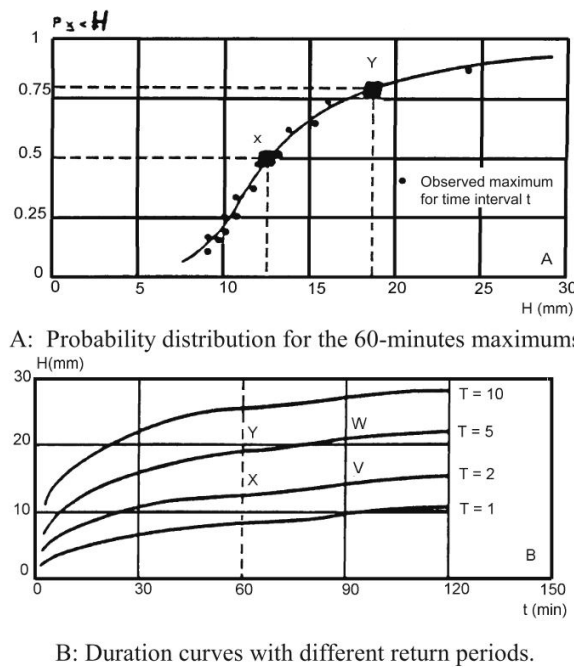 P x < H
1
0.75
0.5
0.25
0
Y
x
• Observed maximum
for time interval t
A
0 5 10 15 20 25 30
H (mm)
A: Probability distribution for the 60-minutes maximums
H(mm)
30
20
10
0
T = 10
T = 5
T = 2
T = 1
Y
W
X
V
B
0 30 60 90 120 150
t (min)
B: Duration curves with different return periods.